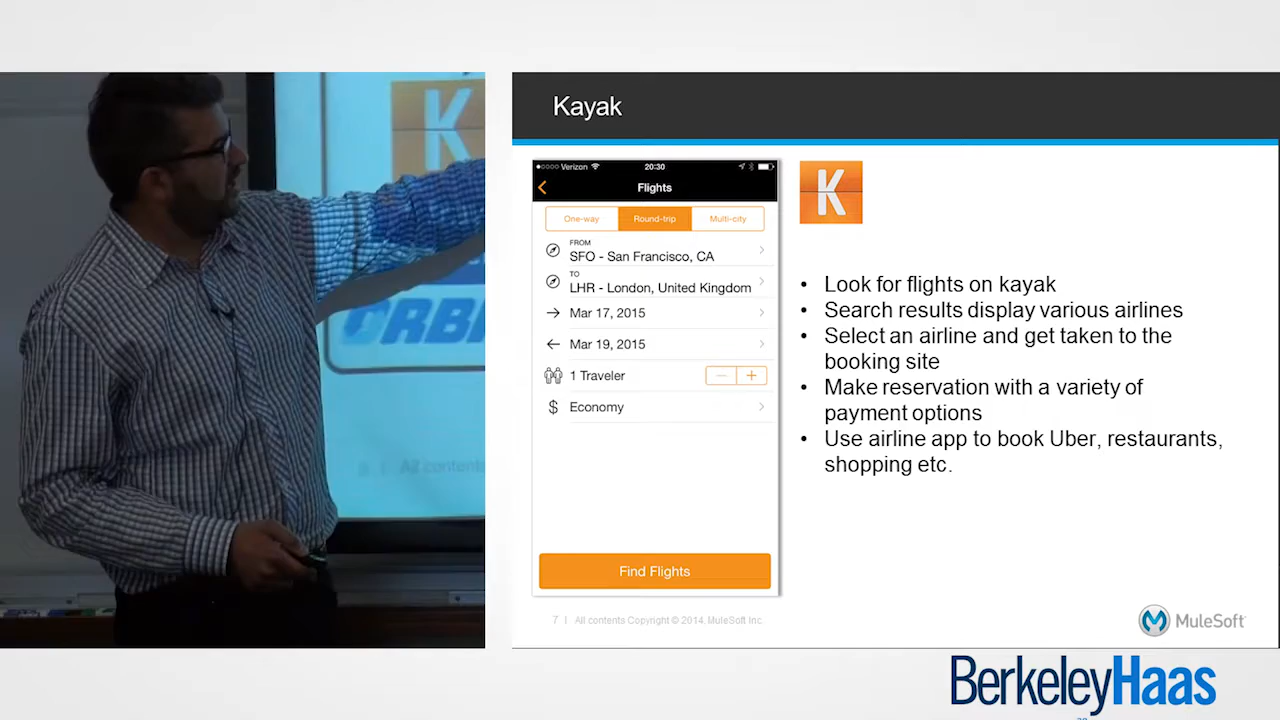 K
ORB
All contents
Kayak
Verizon
20:30
Flights
One-way
Round-trip
Multi-city
FROM
SFO - San Francisco, CA
TO
LHR - London, United Kingdom
Mar 17, 2015
Mar 19, 2015
1 Traveler
− +
$ Economy
Find Flights
K
• Look for flights on kayak
• Search results display various airlines
• Select an airline and get taken to the
booking site
• Make reservation with a variety of
payment options
• Use airline app to book Uber, restaurants,
shopping etc.
7 | All contents Copyright © 2014, MuleSoft Inc.
MuleSoft
BerkeleyHaas